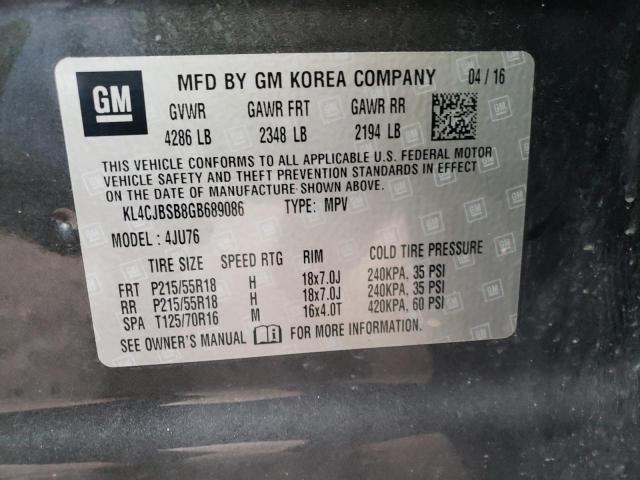 GM MFD BY GM KOREA COMPANY 04 / 16
GVWR GAWR FRT GAWR RR
4286 LB 2348 LB 2194 LB
THIS VEHICLE CONFORMS TO ALL APPLICABLE U.S. FEDERAL MOTOR
VEHICLE SAFETY AND THEFT PREVENTION STANDARDS IN EFFECT
ON THE DATE OF MANUFACTURE SHOWN ABOVE.
KL4CJBSB8GB689086 TYPE: MPV
MODEL : 4JU76
TIRE SIZE SPEED RTG RIM COLD TIRE PRESSURE
FRT P215/55R18 H 18x7.0J 240KPA, 35 PSI
RR P215/55R18 H 18x7.0J 240KPA, 35 PSI
SPA T125/70R16 M 16x4.0T 420KPA, 60 PSI
SEE OWNER'S MANUAL FOR MORE INFORMATION.